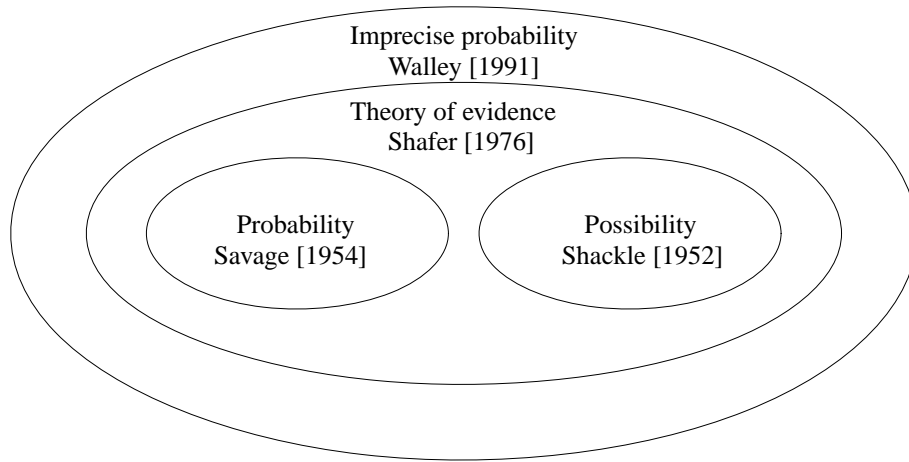 Imprecise probability
Walley [1991]
Theory of evidence
Shafer [1976]
Probability
Savage [1954]
Possibility
Shackle [1952]